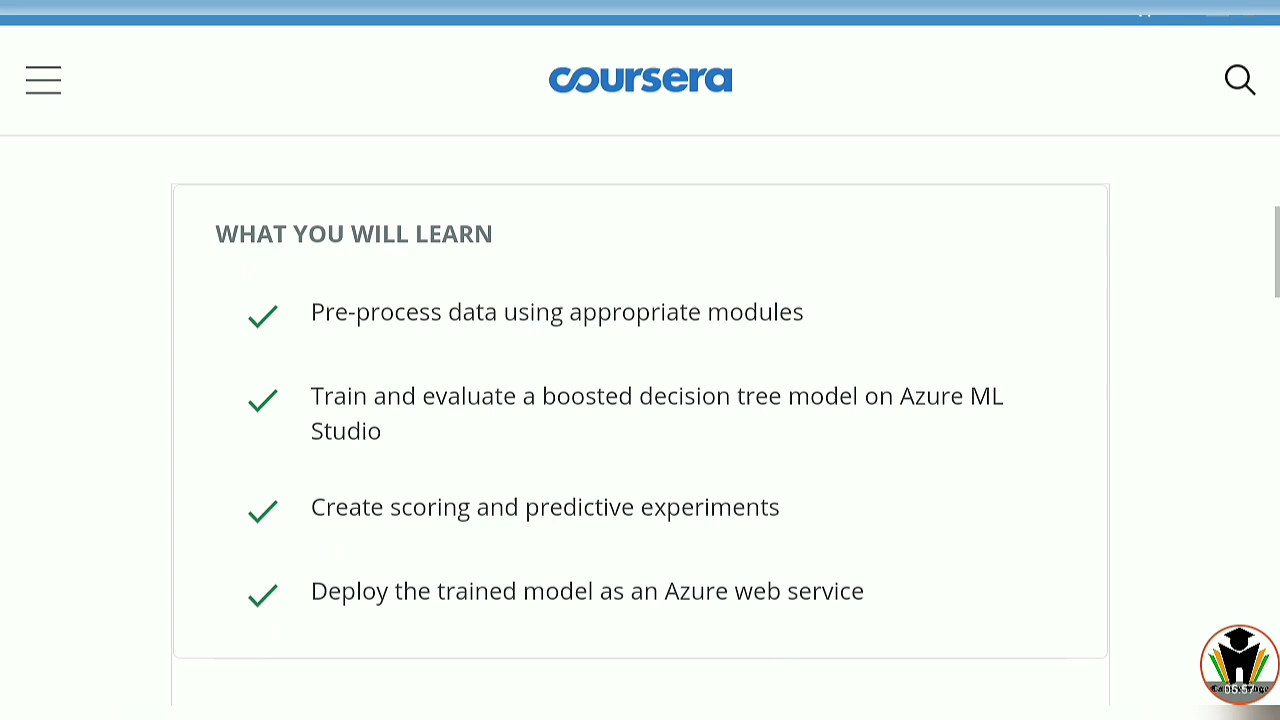 coursera
WHAT YOU WILL LEARN
Pre-process data using appropriate modules
Train and evaluate a boosted decision tree model on Azure ML
Studio
Create scoring and predictive experiments
Deploy the trained model as an Azure web service